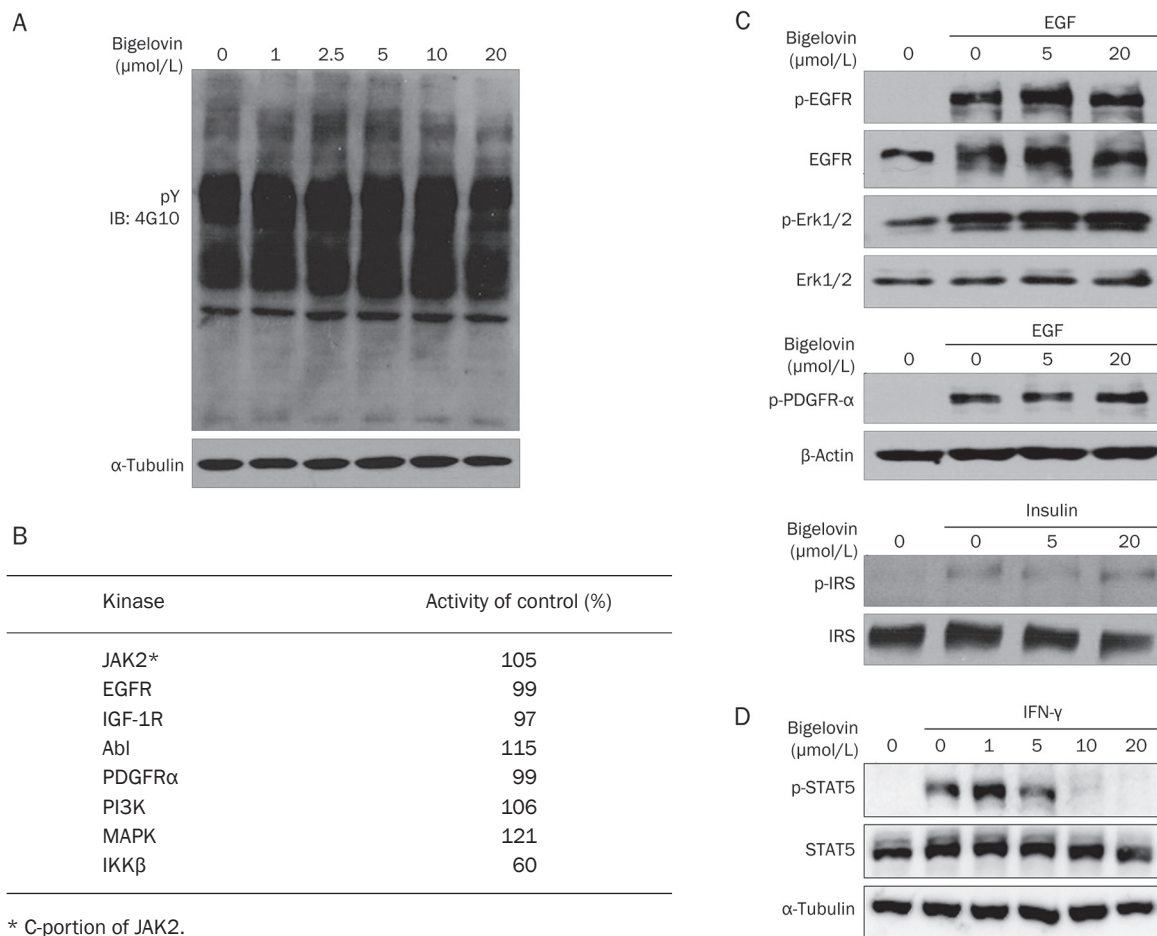 A
Bigelovin
(µmol/L)
0 1 2.5 5 10 20
pY
IB: 4G10
α-Tubulin
B
Kinase Activity of control (%)
JAK2* 105
EGFR 99
IGF-1R 97
Abl 115
PDGFRα 99
PI3K 106
MAPK 121
IKKβ 60
* C-portion of JAK2.
C
EGF
Bigelovin
(µmol/L)
0 0 5 20
p-EGFR
EGFR
p-Erk1/2
Erk1/2
EGF
Bigelovin
(µmol/L)
0 0 5 20
p-PDGFR-α
β-Actin
Insulin
Bigelovin
(µmol/L)
0 0 5 20
p-IRS
IRS
D
IFN-γ
Bigelovin
(µmol/L)
0 0 1 5 10 20
p-STAT5
STAT5
α-Tubulin